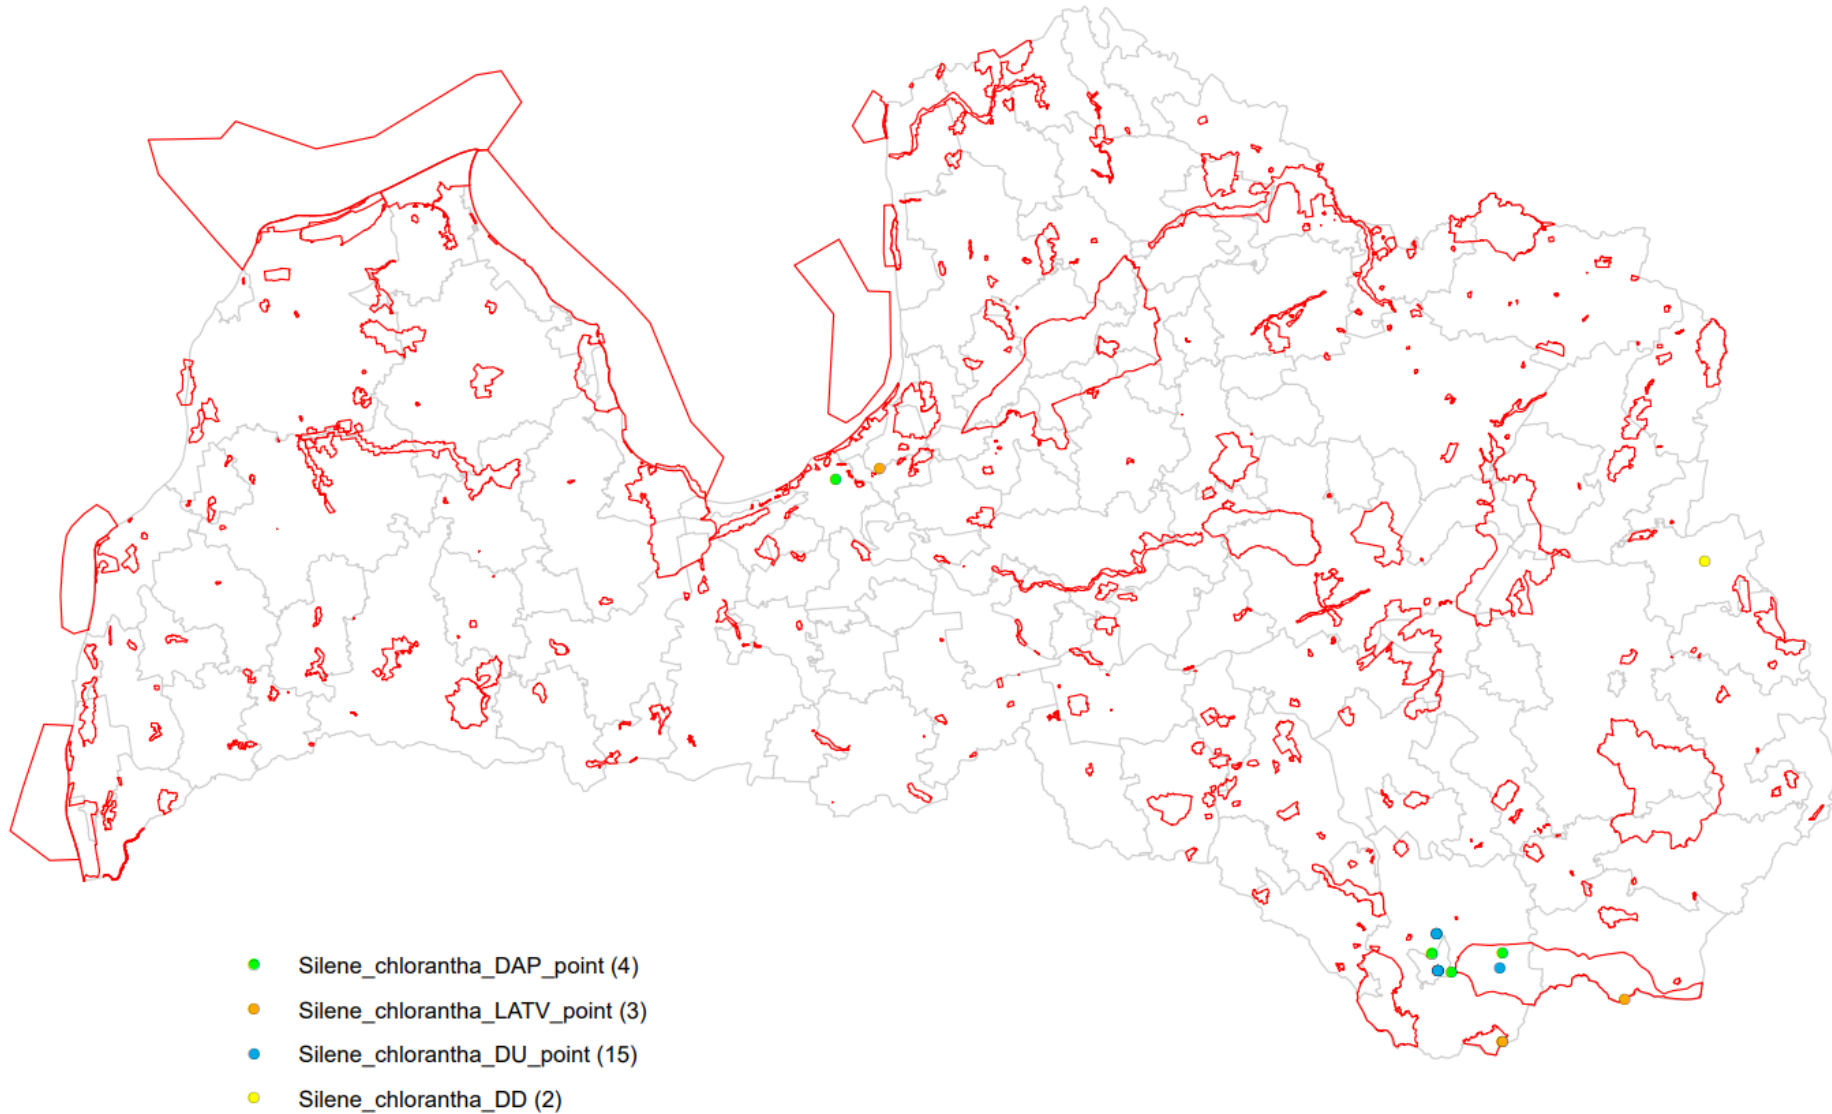 Silene_chlorantha_DAP_point (4)
Silene_chlorantha_LATV_point (3)
Silene_chlorantha_DU_point (15)
Silene_chlorantha_DD (2)